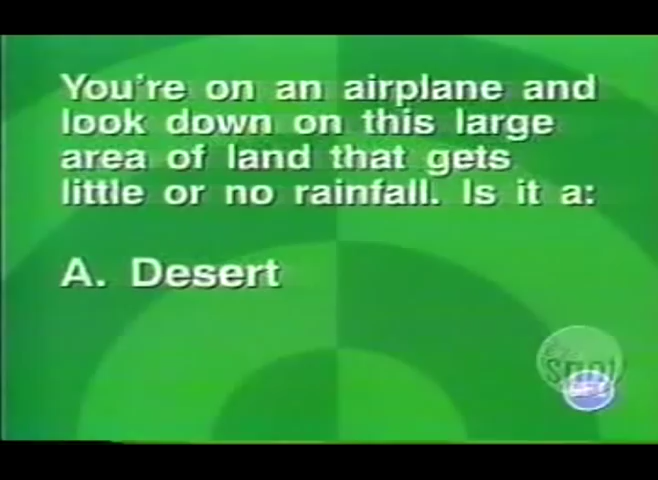 You're on an airplane and
look down on this large
area of land that gets
little or no rainfall. Is it a:
A. Desert